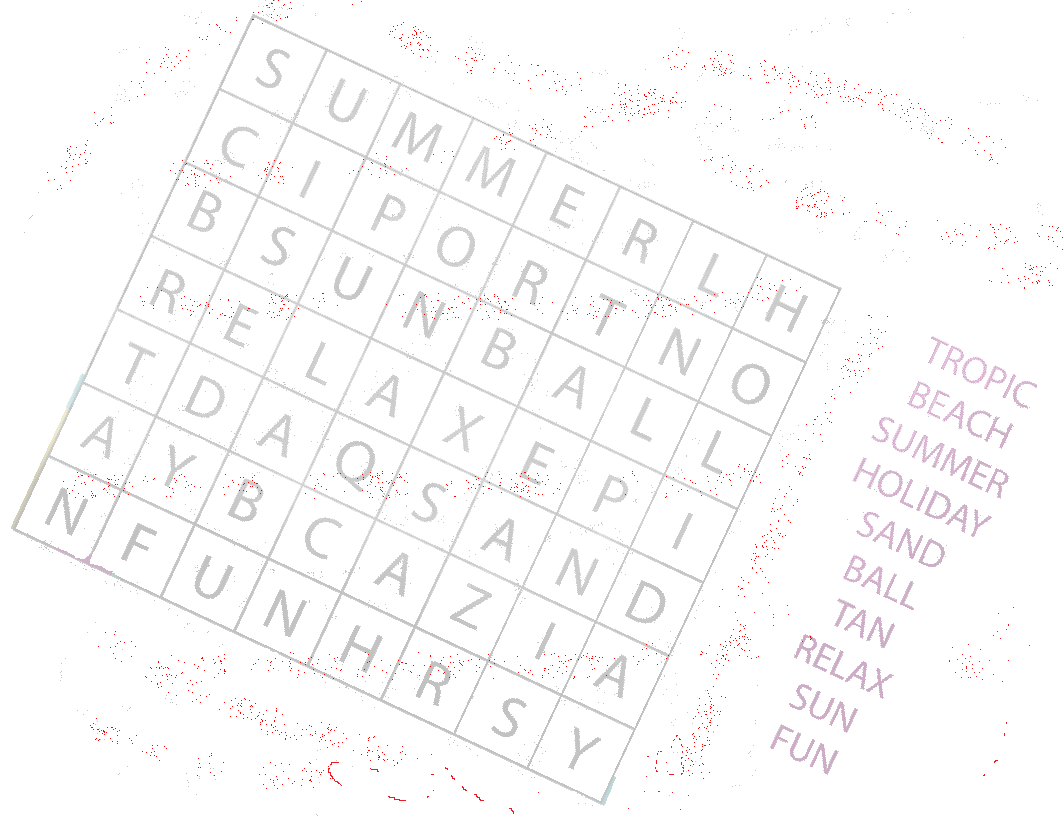 S U M M E R L H
C I P O R T N O
B S U N B A L L
R E L A X E P I
T D A Q S A N D
A Y B C A Z I A
N F U N H R S Y
TROPIC
BEACH
SUMMER
HOLIDAY
SAND
BALL
TAN
RELAX
SUN
FUN